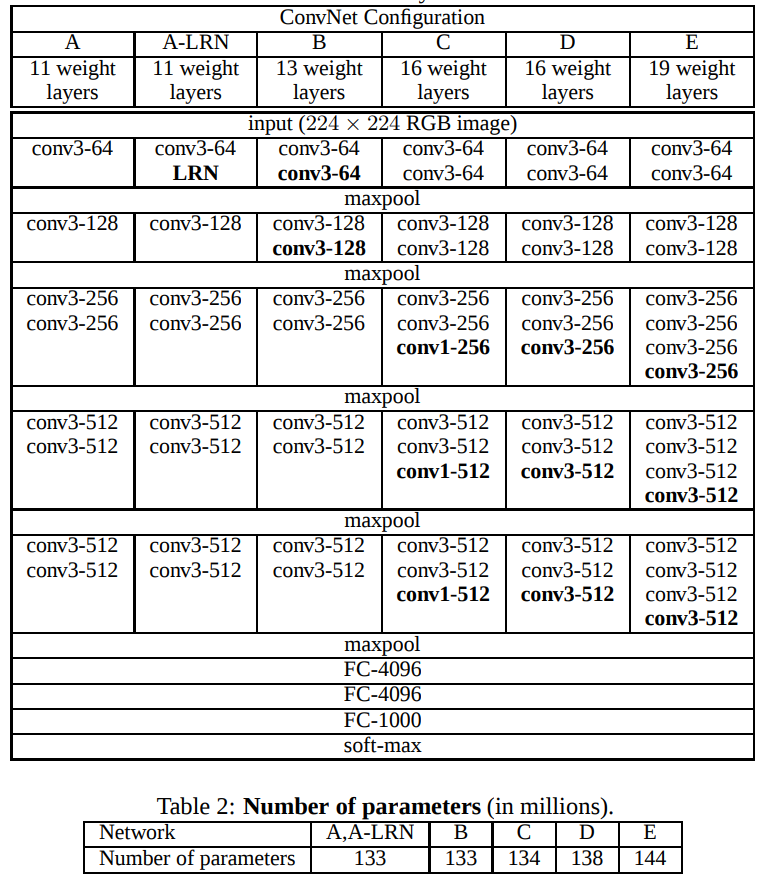 ConvNet Configuration
A A-LRN B C D E
11 weight 11 weight 13 weight 16 weight 16 weight 19 weight
layers layers layers layers layers layers
input (224 × 224 RGB image)
conv3-64 conv3-64 conv3-64 conv3-64 conv3-64 conv3-64
LRN conv3-64 conv3-64 conv3-64 conv3-64
maxpool
conv3-128 conv3-128 conv3-128 conv3-128 conv3-128 conv3-128
conv3-128 conv3-128 conv3-128 conv3-128
maxpool
conv3-256 conv3-256 conv3-256 conv3-256 conv3-256 conv3-256
conv3-256 conv3-256 conv3-256 conv3-256 conv3-256 conv3-256
conv1-256 conv3-256 conv3-256
conv3-256
maxpool
conv3-512 conv3-512 conv3-512 conv3-512 conv3-512 conv3-512
conv3-512 conv3-512 conv3-512 conv3-512 conv3-512 conv3-512
conv1-512 conv3-512 conv3-512
conv3-512
maxpool
conv3-512 conv3-512 conv3-512 conv3-512 conv3-512 conv3-512
conv3-512 conv3-512 conv3-512 conv3-512 conv3-512 conv3-512
conv1-512 conv3-512 conv3-512
conv3-512
maxpool
FC-4096
FC-4096
FC-1000
soft-max
Table 2: Number of parameters (in millions).
Network A,A-LRN B C D E
Number of parameters 133 133 134 138 144